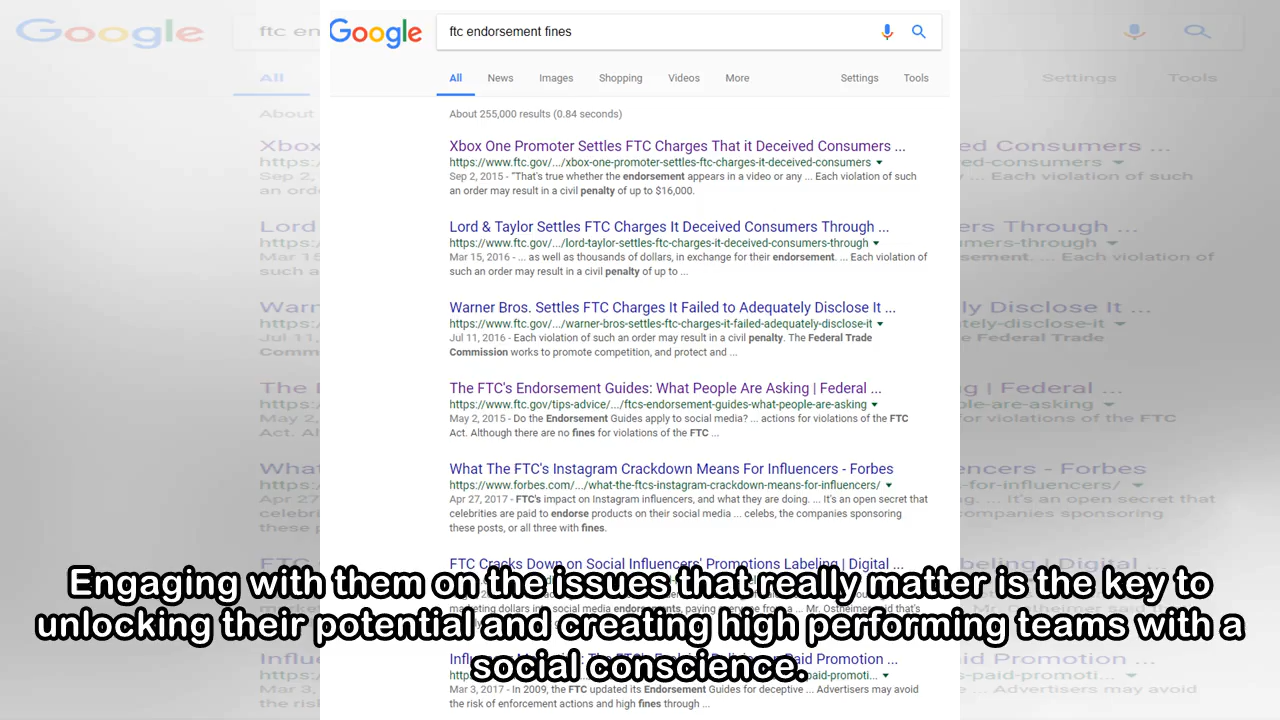 Google
ftc endorsement fines
All News Images Shopping Videos More Settings Tools
About 255,000 results (0.84 seconds)
Xbox One Promoter Settles FTC Charges That it Deceived Consumers ...
https://www.ftc.gov/.../xbox-one-promoter-settles-ftc-charges-it-deceived-consumers
Sep 2, 2015 - "That's true whether the endorsement appears in a video or any ... Each violation of such
an order may result in a civil penalty of up to $16,000.
Lord & Taylor Settles FTC Charges It Deceived Consumers Through ...
https://www.ftc.gov/.../lord-taylor-settles-ftc-charges-it-deceived-consumers-through
Mar 15, 2016 - ... as well as thousands of dollars, in exchange for their endorsement. ... Each violation of
such an order may result in a civil penalty of up to ...
Warner Bros. Settles FTC Charges It Failed to Adequately Disclose It ...
https://www.ftc.gov/.../warner-bros-settles-ftc-charges-it-failed-adequately-disclose-it
Jul 11, 2016 - Each violation of such an order may result in a civil penalty. The Federal Trade
Commission works to promote competition, and protect and ...
The FTC's Endorsement Guides: What People Are Asking | Federal ...
https://www.ftc.gov/tips-advice/.../ftcs-endorsement-guides-what-people-are-asking
May 2, 2015 - Do the Endorsement Guides apply to social media? ... actions for violations of the FTC
Act. Although there are no fines for violations of the FTC ...
What The FTC's Instagram Crackdown Means For Influencers - Forbes
https://www.forbes.com/.../what-the-ftcs-instagram-crackdown-means-for-influencers/
Apr 27, 2017 - FTC's impact on Instagram influencers, and what they are doing. ... It's an open secret that
celebrities are paid to endorse products on their social media ... celebs, the companies sponsoring
these posts, or all three with fines.
FTC Cracks Down on Social Influencers' Promotions Labeling | Digital ...
Engaging with them on the issues that really matter is the key to
unlocking their potential and creating high performing teams with a
social conscience.
Paid Promotion ...
Mar 3, 2017 - In 2009, the FTC updated its Endorsement Guides for deceptive ... Advertisers may avoid
the risk of enforcement actions and high fines through ...